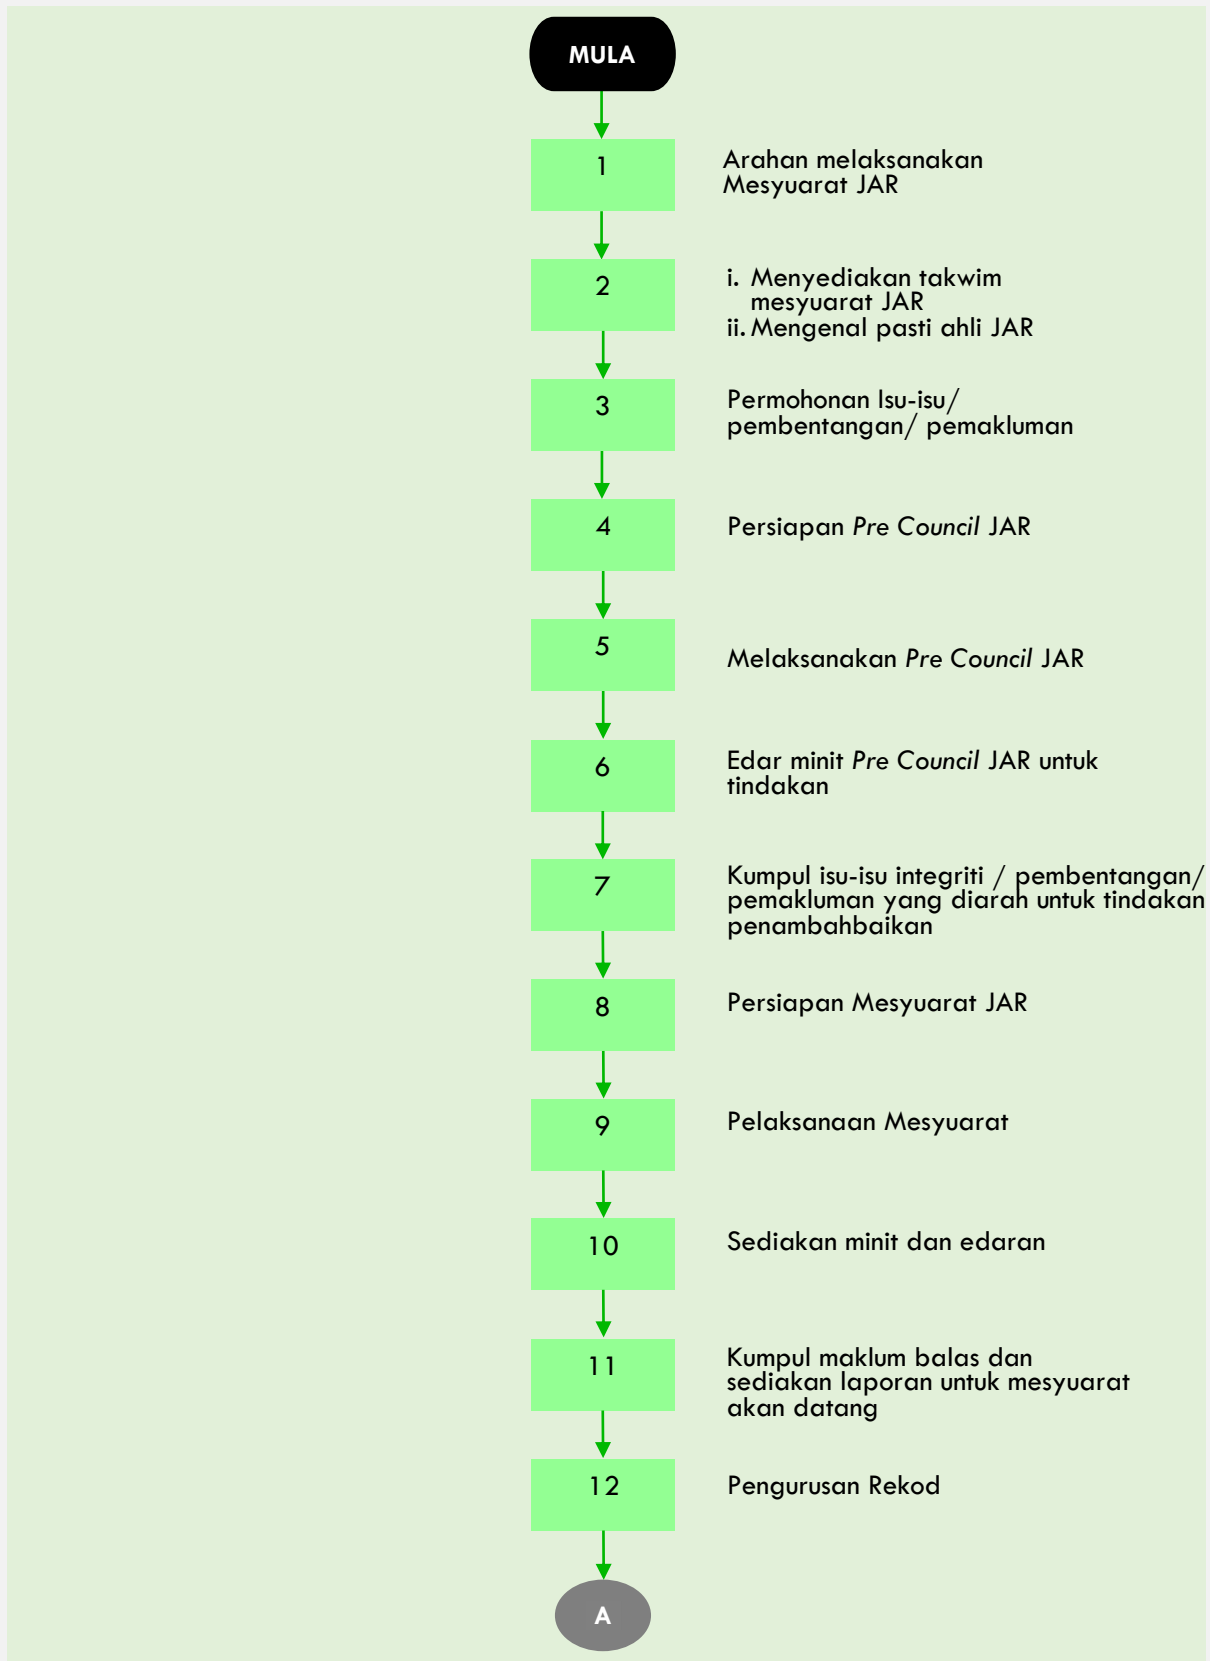 MULA
1
Arahan melaksanakan
Mesyuarat JAR
2
i. Menyediakan takwim
mesyuarat JAR
ii. Mengenal pasti ahli JAR
3
Permohonan Isu-isu/
pembentangan/ pemakluman
4
Persiapan Pre Council JAR
5
Melaksanakan Pre Council JAR
6
Edar minit Pre Council JAR untuk
tindakan
7
Kumpul isu-isu integriti / pembentangan/
pemakluman yang diarah untuk tindakan
penambahbaikan
8
Persiapan Mesyuarat JAR
9
Pelaksanaan Mesyuarat
10
Sediakan minit dan edaran
11
Kumpul maklum balas dan
sediakan laporan untuk mesyuarat
akan datang
12
Pengurusan Rekod
A